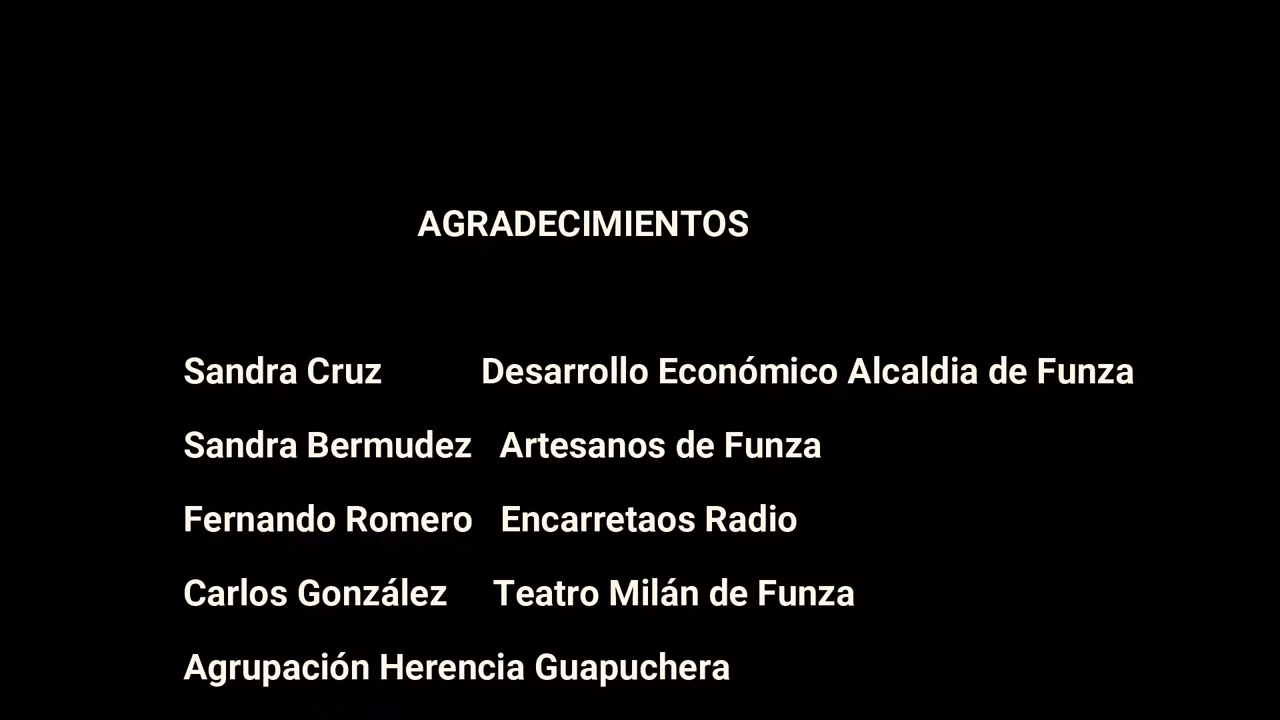 AGRADECIMIENTOS
Sandra Cruz Desarrollo Económico Alcaldia de Funza
Sandra Bermudez Artesanos de Funza
Fernando Romero Encarretaos Radio
Carlos González Teatro Milán de Funza
Agrupación Herencia Guapuchera